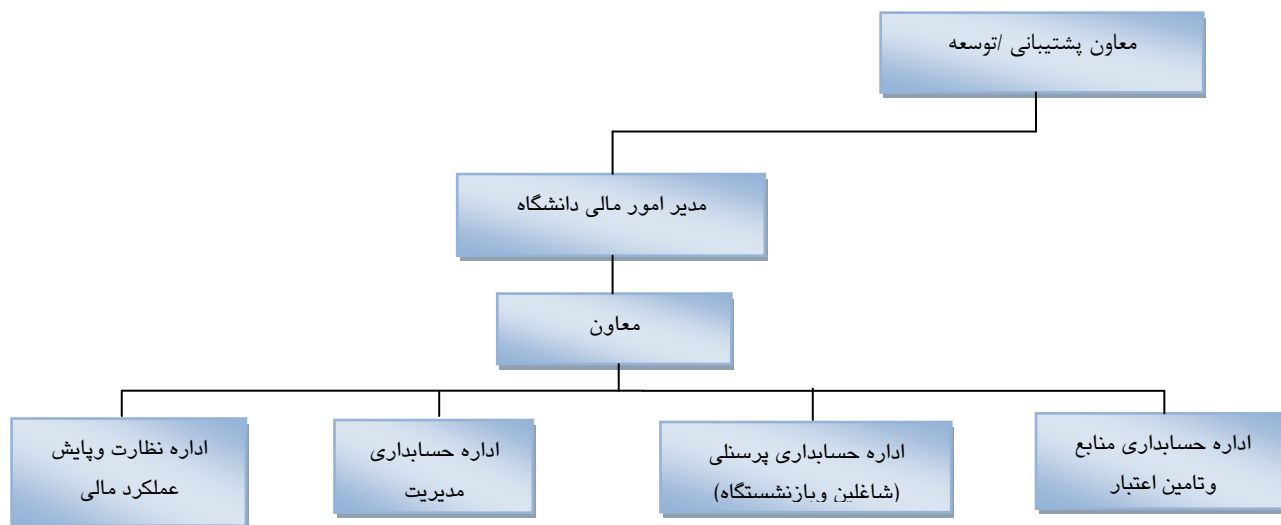 معاون پشتیبانی /توسعه
مدیر امور مالی دانشگاه
معاون
اداره حسابداری منابع
وتامین اعتبار
اداره حسابداری پرسنلی
(شاغلین وبازنشستگاه)
اداره حسابداری
مدیریت
اداره نظارت وپایش
عملکرد مالی